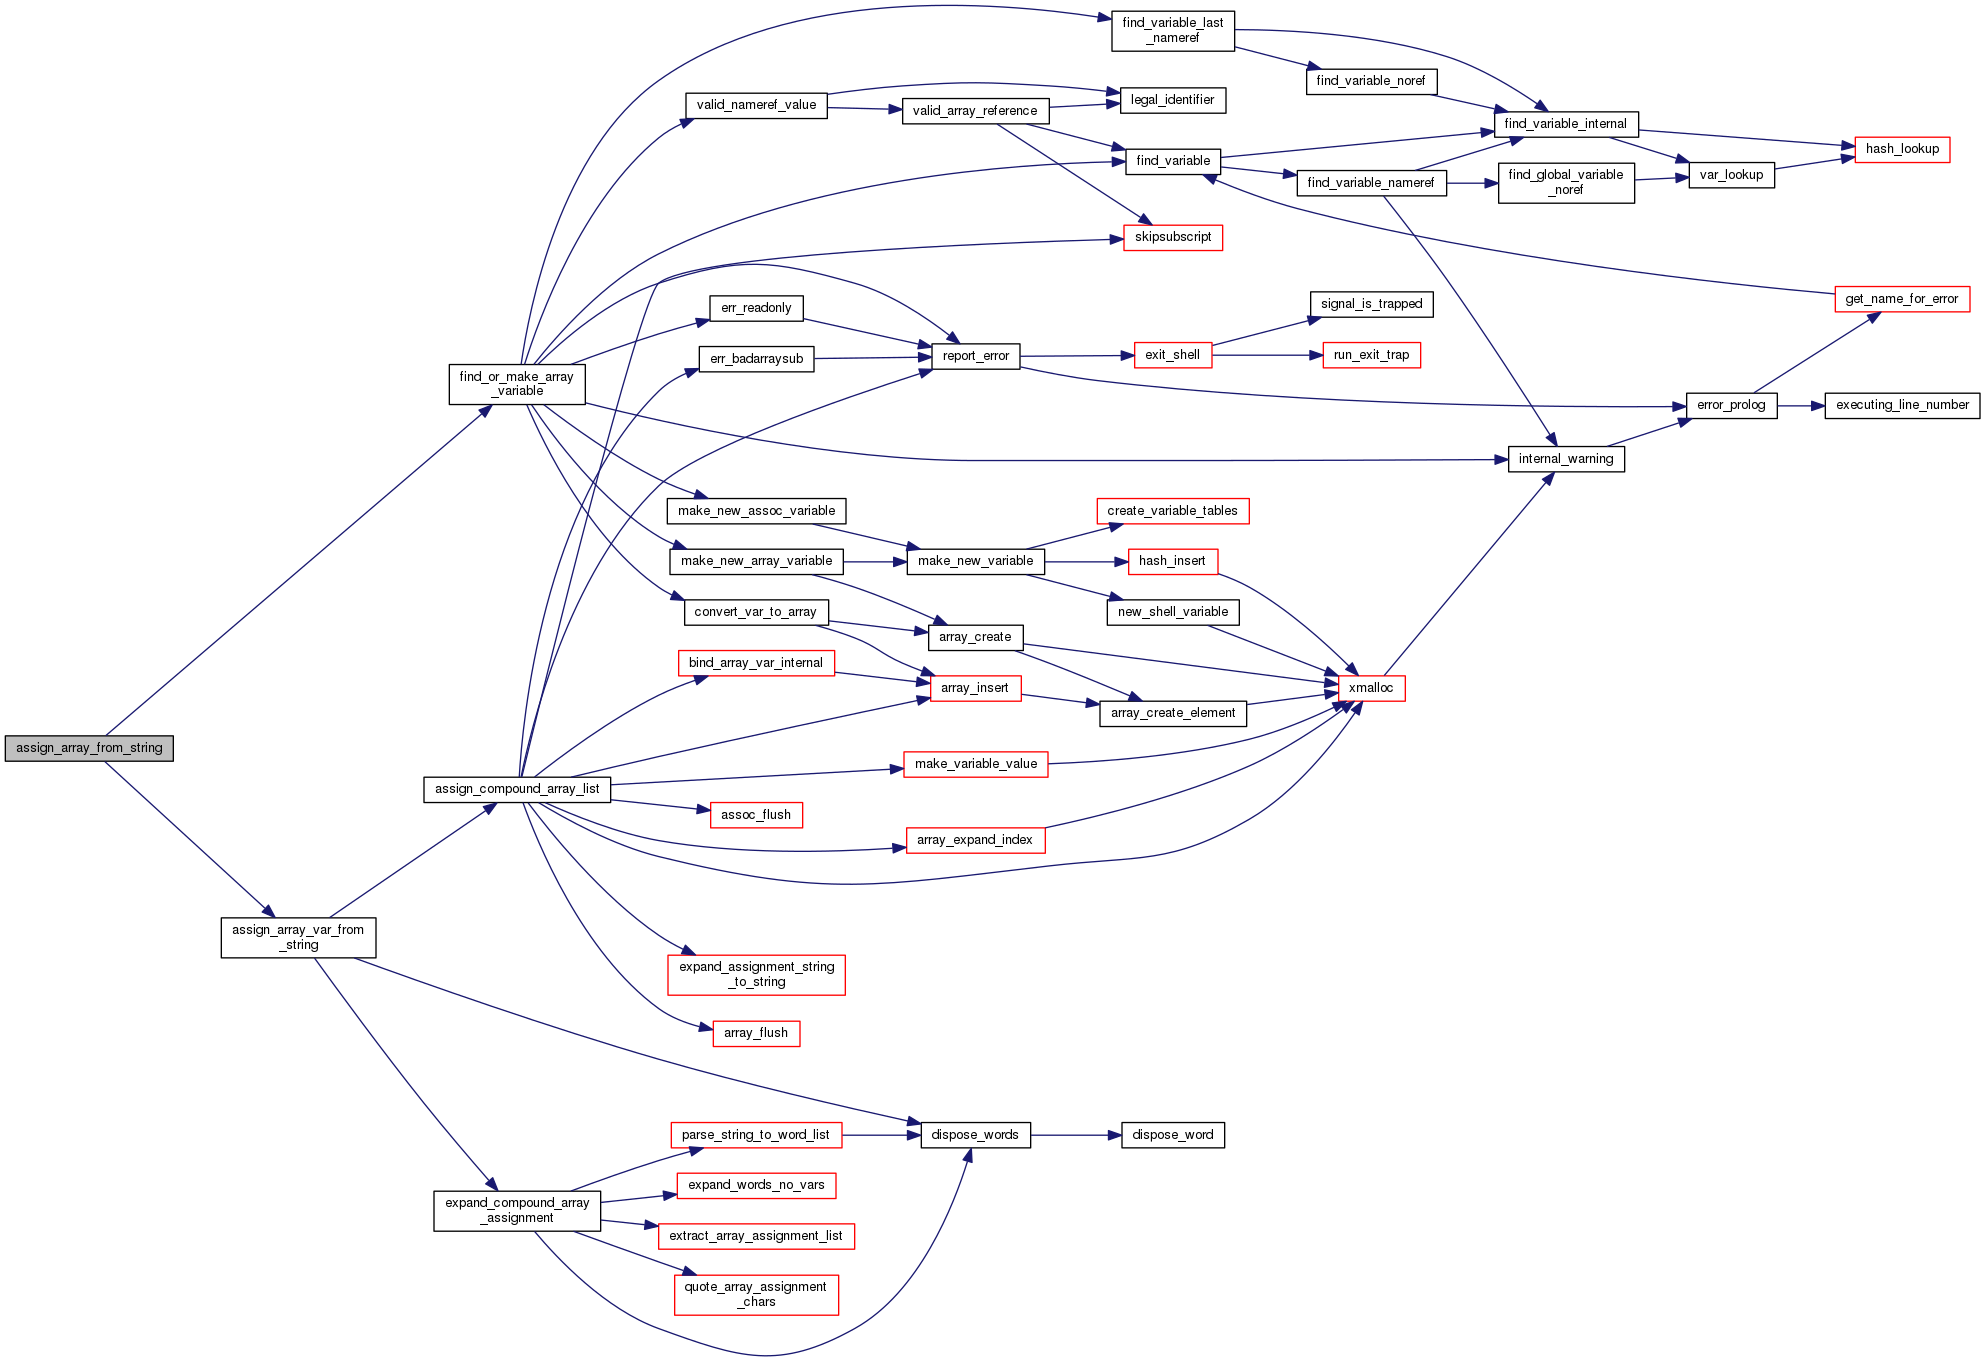 find_variable_last
_nameref
find_variable_noref
valid_nameref_value
legal_identifier
valid_array_reference
find_variable_internal
hash_lookup
find_variable
find_variable_nameref
find_global_variable
_noref
var_lookup
skipsubscript
get_name_for_error
err_readonly
signal_is_trapped
err_badarraysub
report_error
exit_shell
run_exit_trap
find_or_make_array
_variable
error_prolog
executing_line_number
internal_warning
make_new_assoc_variable
create_variable_tables
make_new_array_variable
make_new_variable
hash_insert
convert_var_to_array
new_shell_variable
array_create
bind_array_var_internal
array_insert
xmalloc
array_create_element
assign_array_from_string
make_variable_value
assign_compound_array_list
assoc_flush
array_expand_index
assign_array_var_from
_string
expand_assignment_string
_to_string
array_flush
parse_string_to_word_list
dispose_words
dispose_word
expand_words_no_vars
expand_compound_array
_assignment
extract_array_assignment_list
quote_array_assignment
_chars